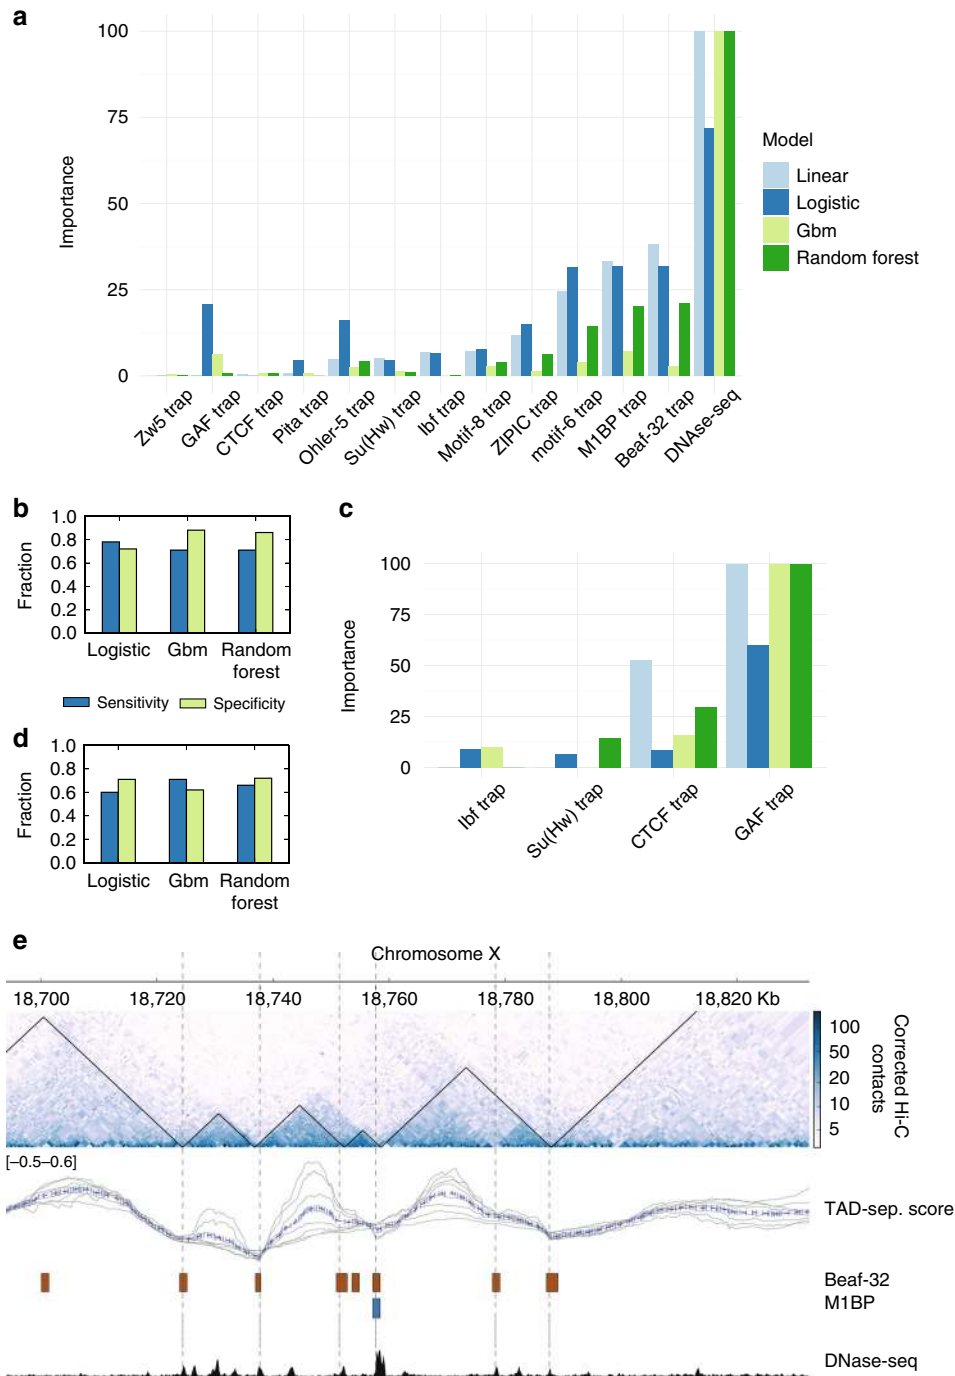 a
100
75
50
25
0
Importance
Zw5 trap
GAF trap
CTCF trap
Pita trap
Ohler-5 trap
Su(Hw) trap
Ibf trap
Motif-8 trap
ZIPIC trap
motif-6 trap
M1BP trap
Beaf-32 trap
DNAse-seq
Model
Linear
Logistic
Gbm
Random forest
b
1.0
0.8
0.6
0.4
0.2
0.0
Fraction
Logistic
Gbm
Random
forest
Sensitivity
Specificity
c
100
75
50
25
0
Importance
Ibf trap
Su(Hw) trap
CTCF trap
GAF trap
d
1.0
0.8
0.6
0.4
0.2
0.0
Fraction
Logistic
Gbm
Random
forest
e
Chromosome X
18,700 18,720 18,740 18,760 18,780 18,800 18,820 Kb
100
50
20
10
5
Corrected Hi-C
contacts
[–0.5–0.6]
TAD-sep. score
Beaf-32
M1BP
DNase-seq